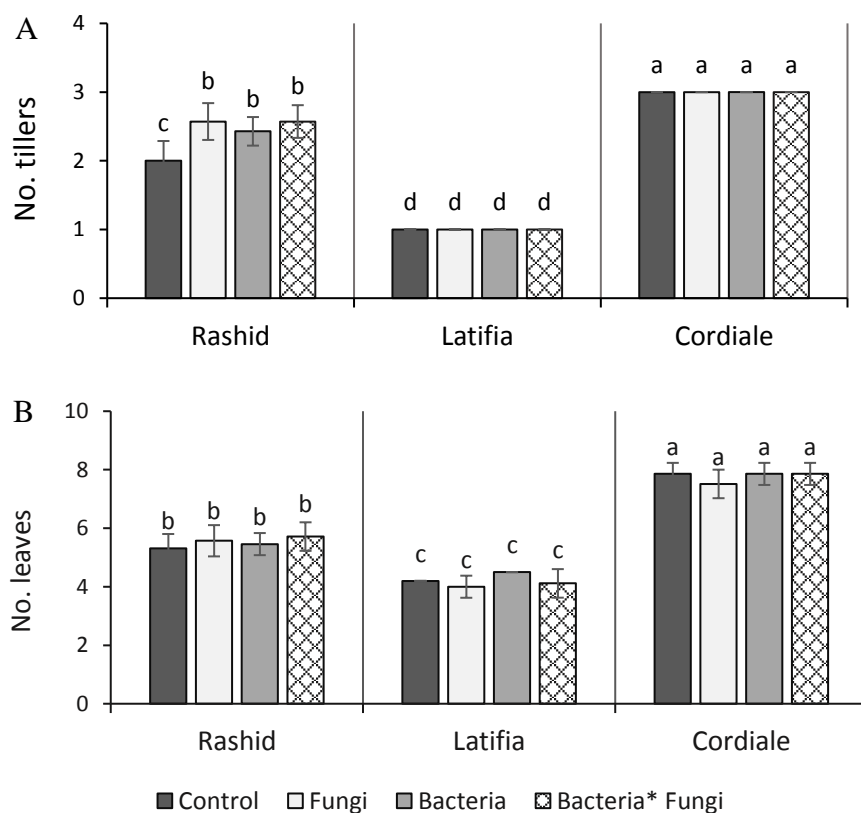 A
No. tillers
4
3
2
1
0
c b b b
d d d d
a a a a
Rashid Latifia Cordiale
B
No. leaves
10
8
6
4
2
0
b b b b
c c c c
a a a a
Rashid Latifia Cordiale
Control Fungi Bacteria Bacteria* Fungi